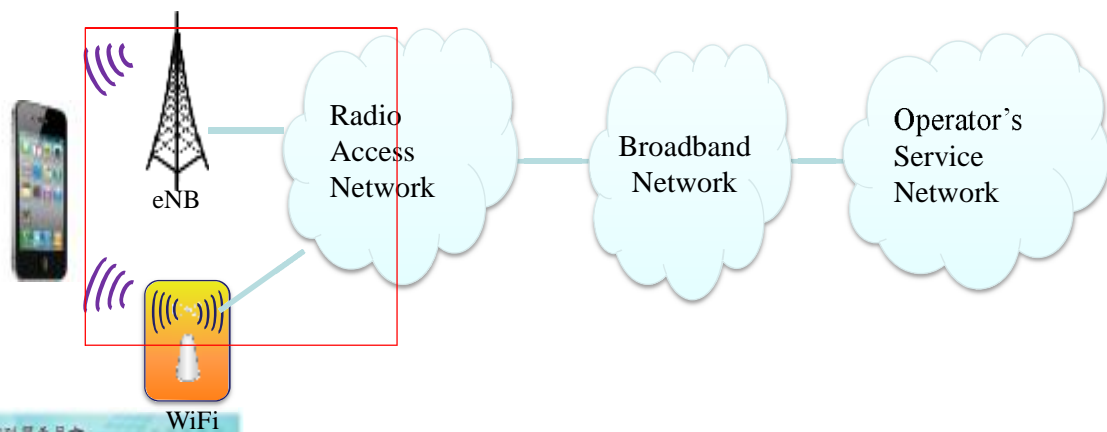 eNB
WiFi
Radio
Access
Network
Broadband
Network
Operator's
Service
Network